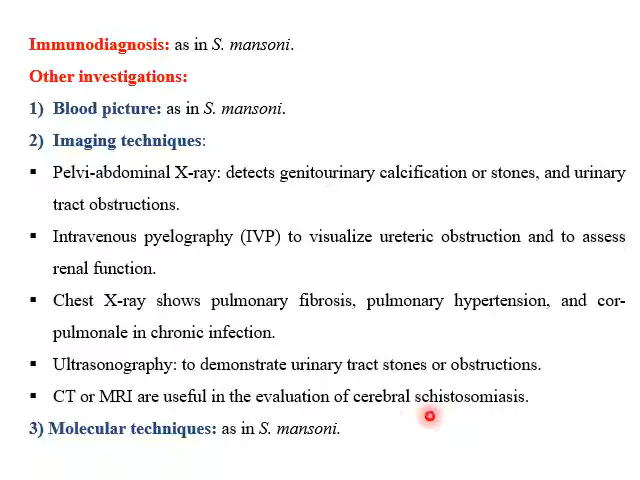 Immunodiagnosis: as in S. mansoni.
Other investigations:
1) Blood picture: as in S. mansoni.
2) Imaging techniques:
▪ Pelvi-abdominal X-ray: detects genitourinary calcification or stones, and urinary
tract obstructions.
▪ Intravenous pyelography (IVP) to visualize ureteric obstruction and to assess
renal function.
▪ Chest X-ray shows pulmonary fibrosis, pulmonary hypertension, and cor-
pulmonale in chronic infection.
▪ Ultrasonography: to demonstrate urinary tract stones or obstructions.
▪ CT or MRI are useful in the evaluation of cerebral schistosomiasis.
3) Molecular techniques: as in S. mansoni.